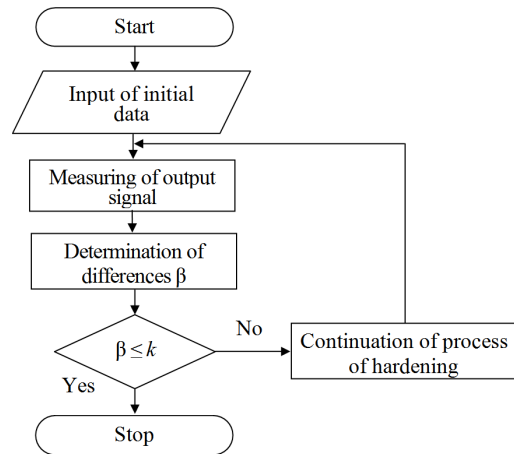 Start
Input of initial
data
Measuring of output
signal
Determination of
differences β
β ≤ k
No
Continuation of process
of hardening
Yes
Stop